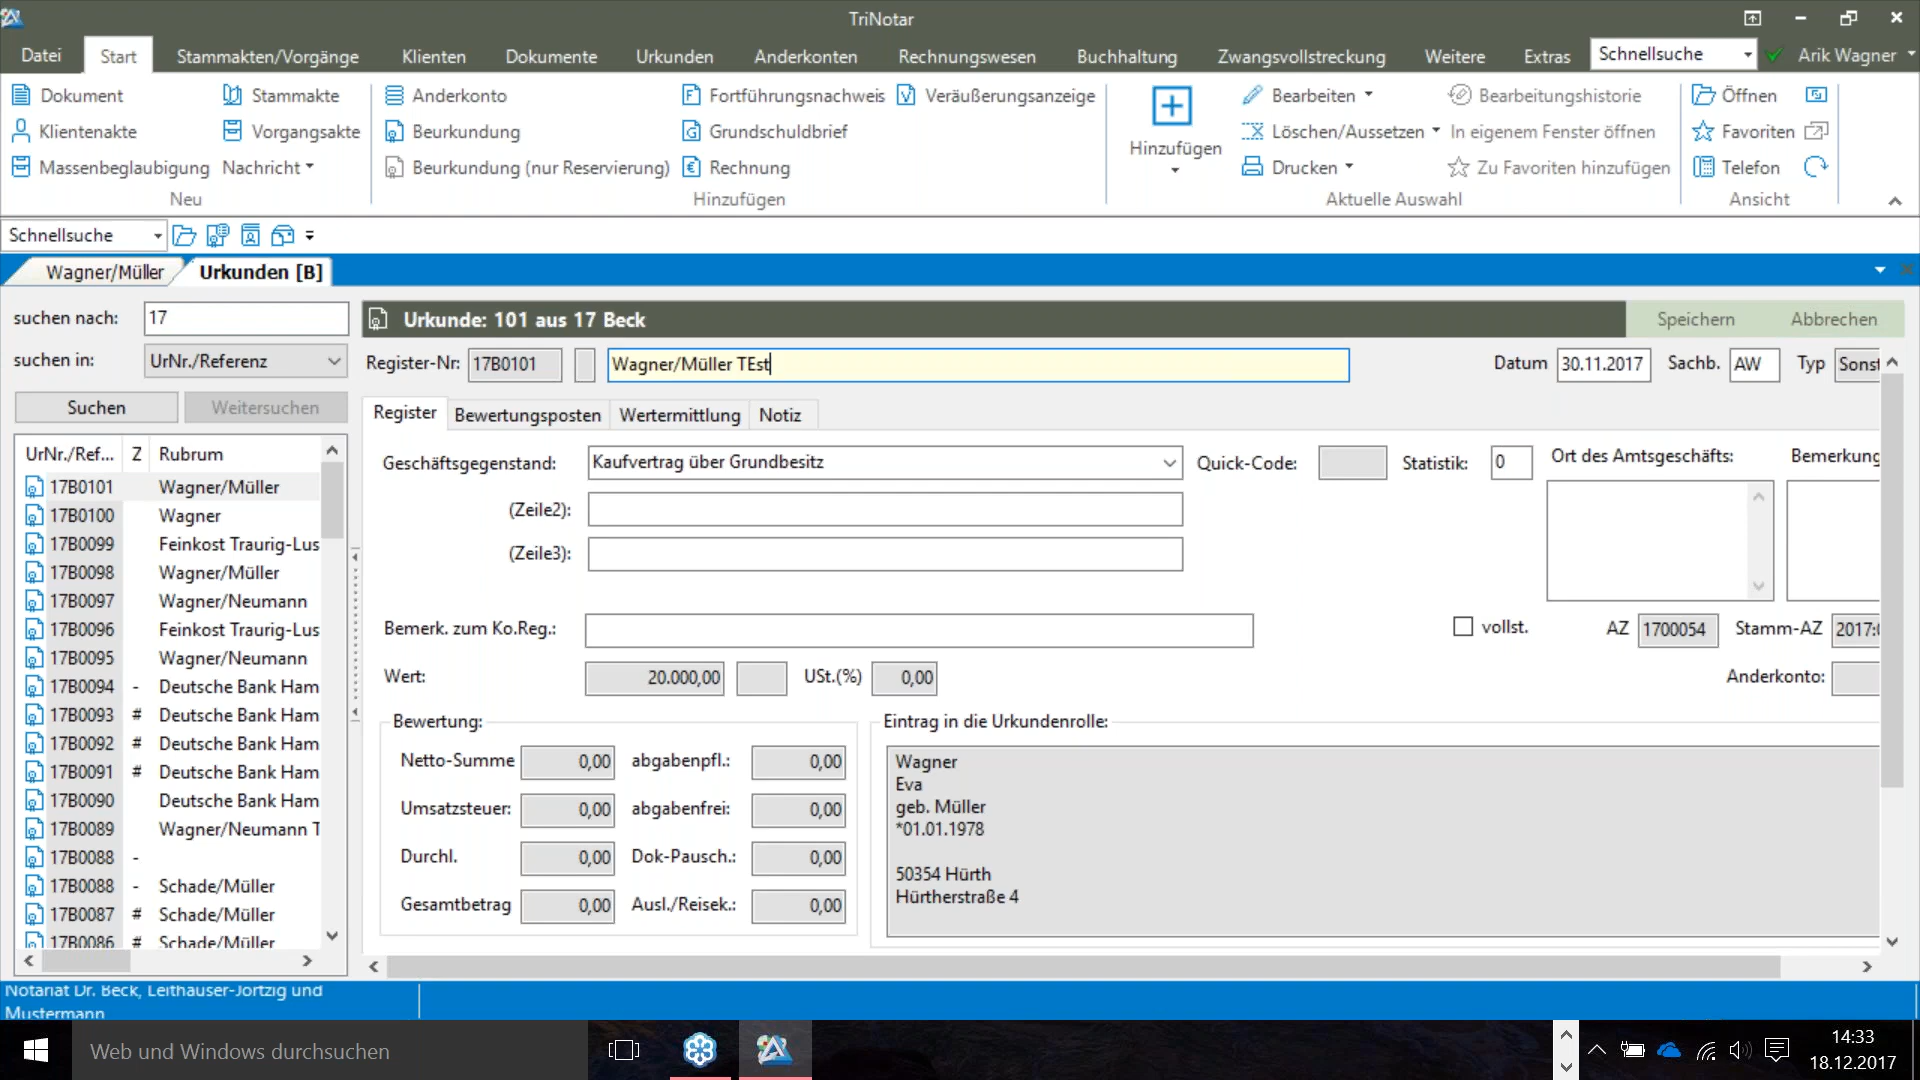 TriNotar
Datei Start Stammakten/Vorgänge Klienten Dokumente Urkunden Anderkonten Rechnungswesen Buchhaltung Zwangsvollstreckung Weitere Extras Schnellsuche Arik Wagner
Dokument Stammakte Anderkonto Fortführungsnachweis Veräußerungsanzeige Bearbeiten Bearbeitungshistorie Öffnen
Klientenakte Vorgangsakte Beurkundung Grundschuldbrief Hinzufügen Löschen/Aussetzen In eigenem Fenster öffnen Favoriten
Massenbeglaubigung Nachricht Beurkundung (nur Reservierung) Rechnung Drucken Zu Favoriten hinzufügen Telefon
Neu Hinzufügen Aktuelle Auswahl Ansicht
Schnellsuche
Wagner/Müller Urkunden [B]
suchen nach: 17
suchen in: UrNr./Referenz
Suchen Weitersuchen
UrNr./Ref... Z Rubrum
17B0101 Wagner/Müller
17B0100 Wagner
17B0099 Feinkost Traurig-Lus
17B0098 Wagner/Müller
17B0097 Wagner/Neumann
17B0096 Feinkost Traurig-Lus
17B0095 Wagner/Neumann
17B0094 - Deutsche Bank Ham
17B0093 # Deutsche Bank Ham
17B0092 # Deutsche Bank Ham
17B0091 # Deutsche Bank Ham
17B0090 Deutsche Bank Ham
17B0089 Wagner/Neumann T
17B0088 -
17B0088 - Schade/Müller
17B0087 # Schade/Müller
17B0086 # Schade/Müller
Urkunde: 101 aus 17 Beck Speichern Abbrechen
Register-Nr: 17B0101 Wagner/Müller TEst Datum 30.11.2017 Sachb. AW Typ Sonst
Register Bewertungsposten Wertermittlung Notiz
Geschäftsgegenstand: Kaufvertrag über Grundbesitz Quick-Code: Statistik: 0 Ort des Amtsgeschäfts: Bemerkung
(Zeile2):
(Zeile3):
Bemerk. zum Ko.Reg.: vollst. AZ 1700054 Stamm-AZ 2017:
Wert: 20.000,00 USt.(%) 0,00 Anderkonto:
Bewertung:
Netto-Summe 0,00 abgabenpfl.: 0,00
Umsatzsteuer: 0,00 abgabenfrei: 0,00
Durchl. 0,00 Dok-Pausch.: 0,00
Gesamtbetrag 0,00 Ausl./Reisek.: 0,00
Eintrag in die Urkundenrolle:
Wagner
Eva
geb. Müller
*01.01.1978
50354 Hürth
Hürtherstraße 4
Notariat Dr. Beck, Leithäuser-Jortzig und
Mustermann
Web und Windows durchsuchen
14:33
18.12.2017